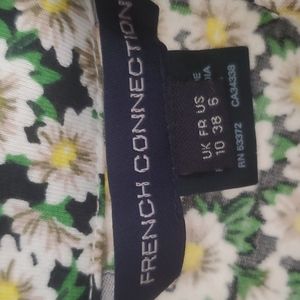 FRENCH CONNECTION
UK FR US
10 38 6
RN 53372 CA34338